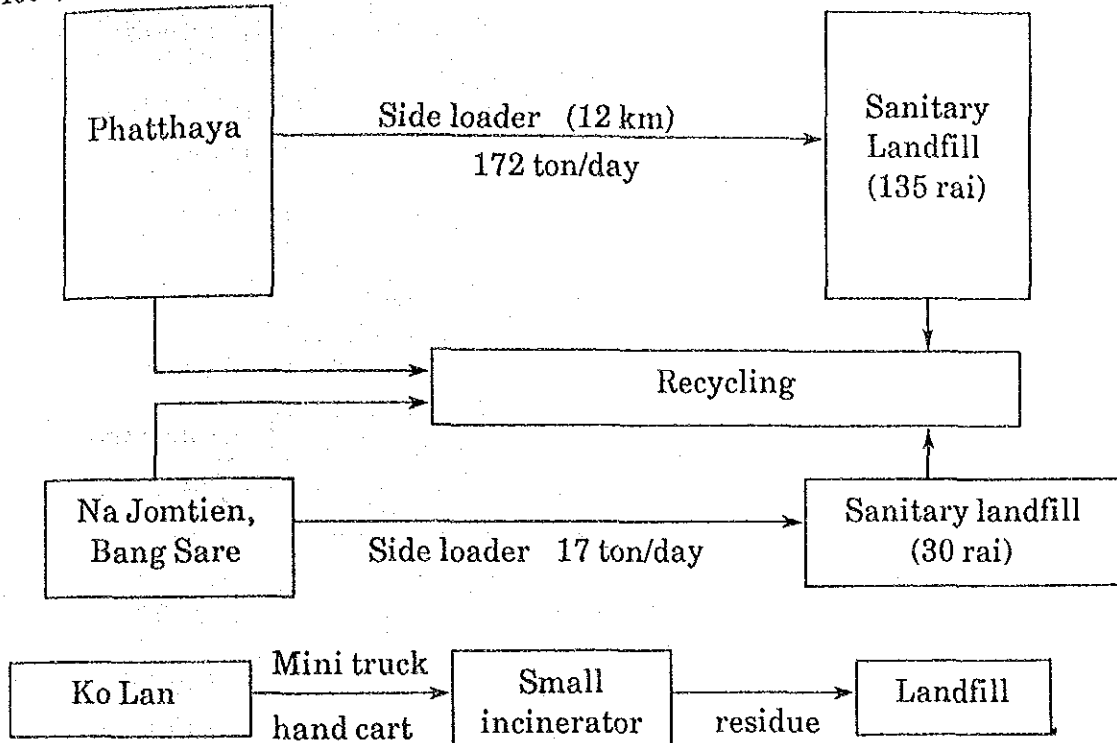 Phatthaya
Side loader (12 km)
172 ton/day
Sanitary
Landfill
(135 rai)
Recycling
Na Jomtien,
Bang Sare
Side loader 17 ton/day
Sanitary landfill
(30 rai)
Ko Lan
Mini truck
hand cart
Small
incinerator
residue
Landfill